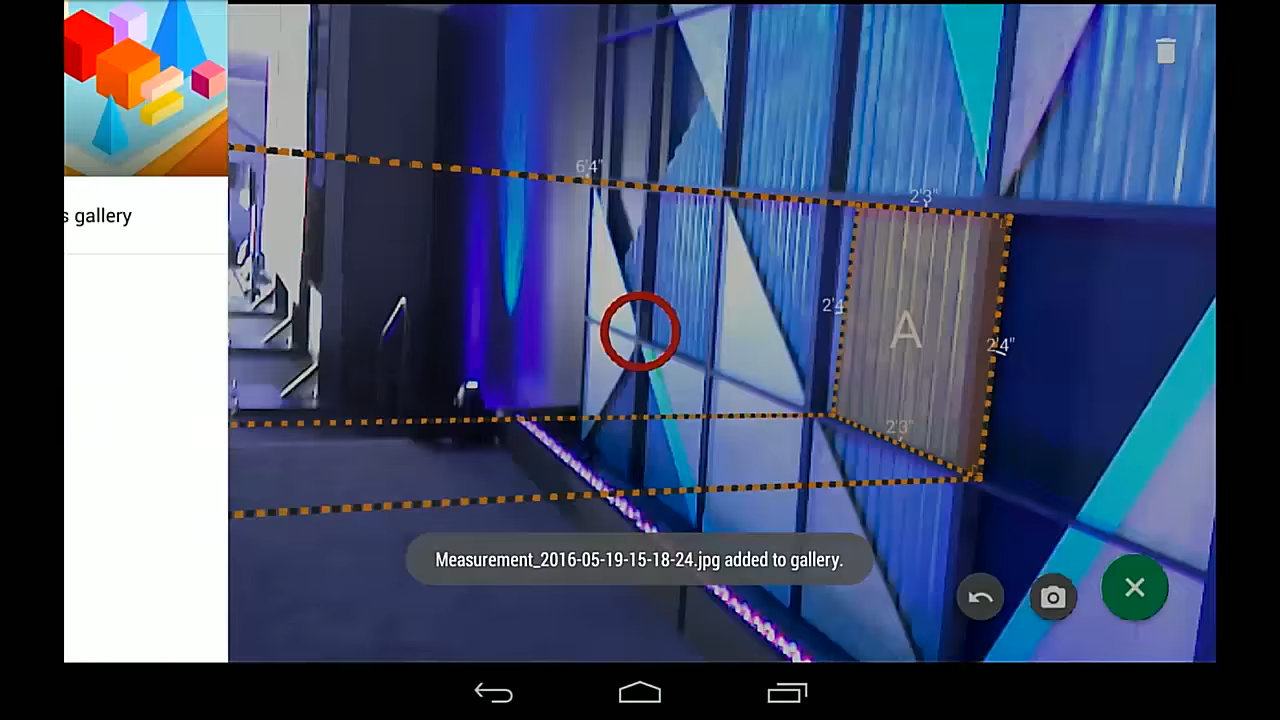 s gallery
6'4"
2'3"
2'4
A
2'4"
2'3"
Measurement_2016-05-19-15-18-24.jpg added to gallery.